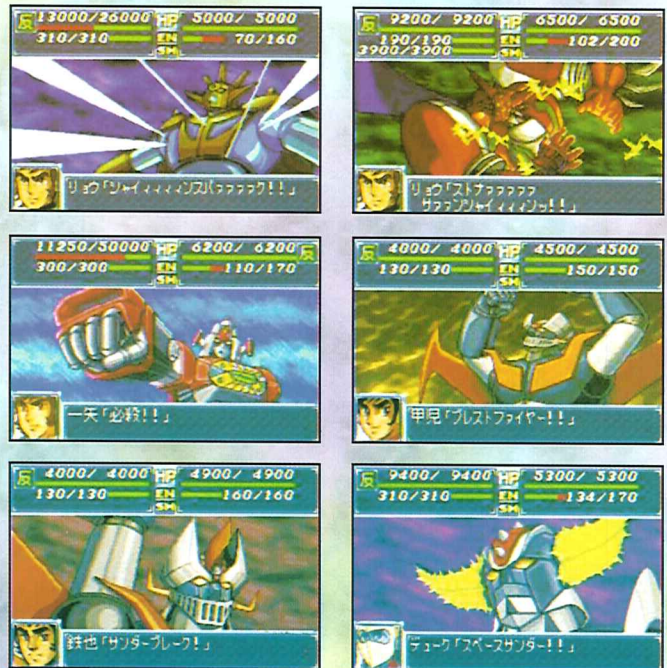 反 13000/26000 HP 5000/ 5000
310/310 EN 70/160
SH
リョウ「シャィィィィィンスパァァァァク!!」
反 9200/ 9200 HP 6500/ 6500
190/190 EN 102/200
3900/3900 SH
リョウ「ストナァァァァァ
サァァンシャィィィィンッ!!」
11250/50000 HP 6200/ 6200 反
300/300 EN 110/170
SH
一矢「必殺!!」
反 4000/ 4000 HP 4500/ 4500
130/130 EN 150/150
SH
甲児「ブレストファイヤー!!」
反 4000/ 4000 HP 4900/ 4900
130/130 EN 160/160
SH
鉄也「サンダーブレーク!」
反 9400/ 9400 HP 5300/ 5300
310/310 EN 134/170
SH
デューク「スペースサンダー!!」